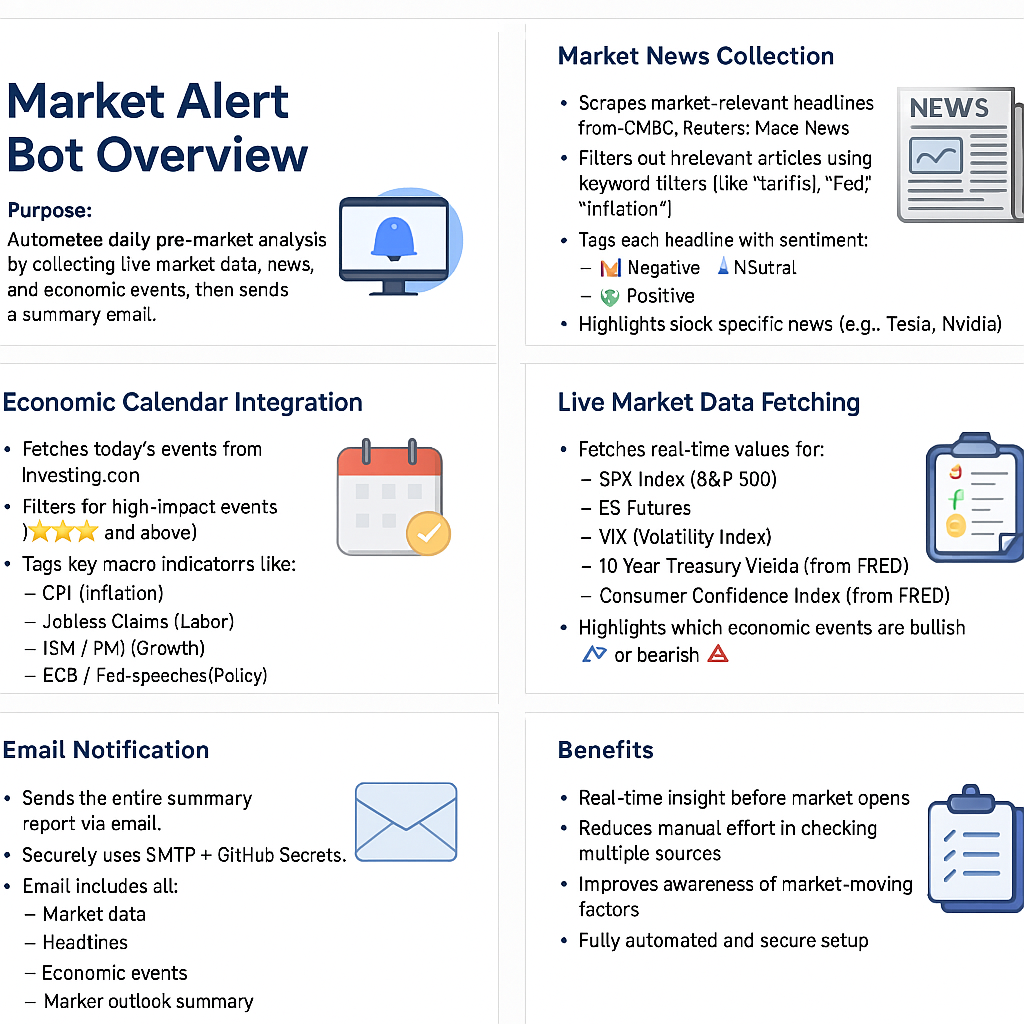 Market Alert
Bot Overview
Purpose:
Autometee daily pre-market analysis
by collecting live market data, news,
and economic events, then sends
a summary email.
Market News Collection
• Scrapes market-relevant headlines
from-CMBC, Reuters: Mace News
• Filters out hrelevant articles using
keyword tilters [like “tarifis], “Fed,”
“inflation“)
• Tags each headline with sentiment:
– Negative NSutral
– Positive
• Highlights siock specific news (e.g.. Tesia, Nvidia)
NEWS
Economic Calendar Integration
• Fetches today’s events from
Investing.con
• Filters for high-impact events
)⭐⭐⭐ and above)
• Tags key macro indicatorrs like:
– CPI (inflation)
– Jobless Claims (Labor)
– ISM / PM) (Growth)
– ECB / Fed-speeches(Policy)
Live Market Data Fetching
• Fetches real-time values for:
– SPX Index (8&P 500)
– ES Futures
– VIX (Volatility Index)
– 10 Year Treasury Vieida (from FRED)
– Consumer Confidence Index (from FRED)
• Highlights which economic events are bullish
or bearish
Email Notification
• Sends the entire summary
report via email.
• Securely uses SMTP + GitHub Secrets.
• Email includes all:
– Market data
– Headtines
– Economic events
– Marker outlook summary
Benefits
• Real-time insight before market opens
• Reduces manual effort in checking
multiple sources
• Improves awareness of market-moving
factors
• Fully automated and secure setup